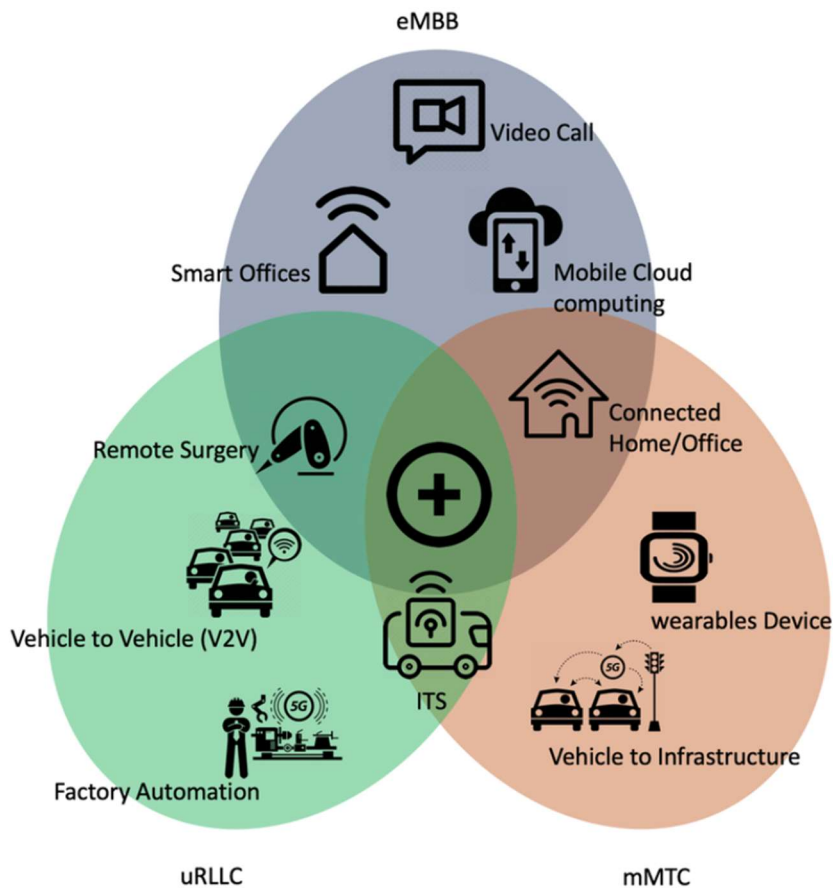 eMBB
Video Call
Smart Offices
Mobile Cloud
computing
Connected
Home/Office
Remote Surgery
wearables Device
Vehicle to Vehicle (V2V)
5G
ITS
5G
Vehicle to Infrastructure
Factory Automation
uRLLC
mMTC